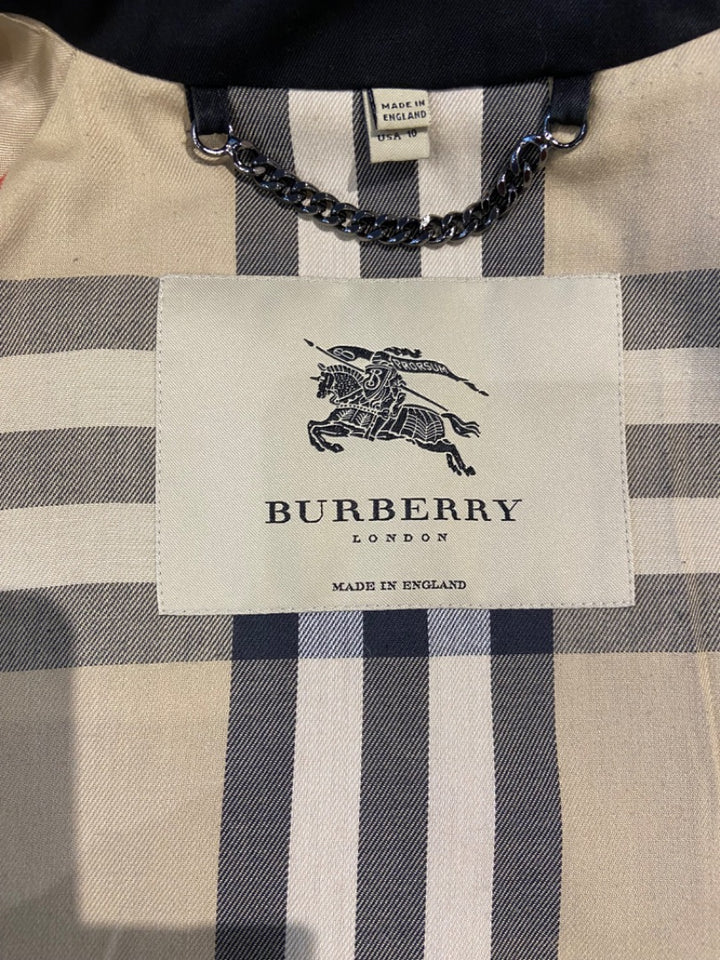 MADE IN
ENGLAND
USA 10
PRORSUM
B
BURBERRY
LONDON
MADE IN ENGLAND